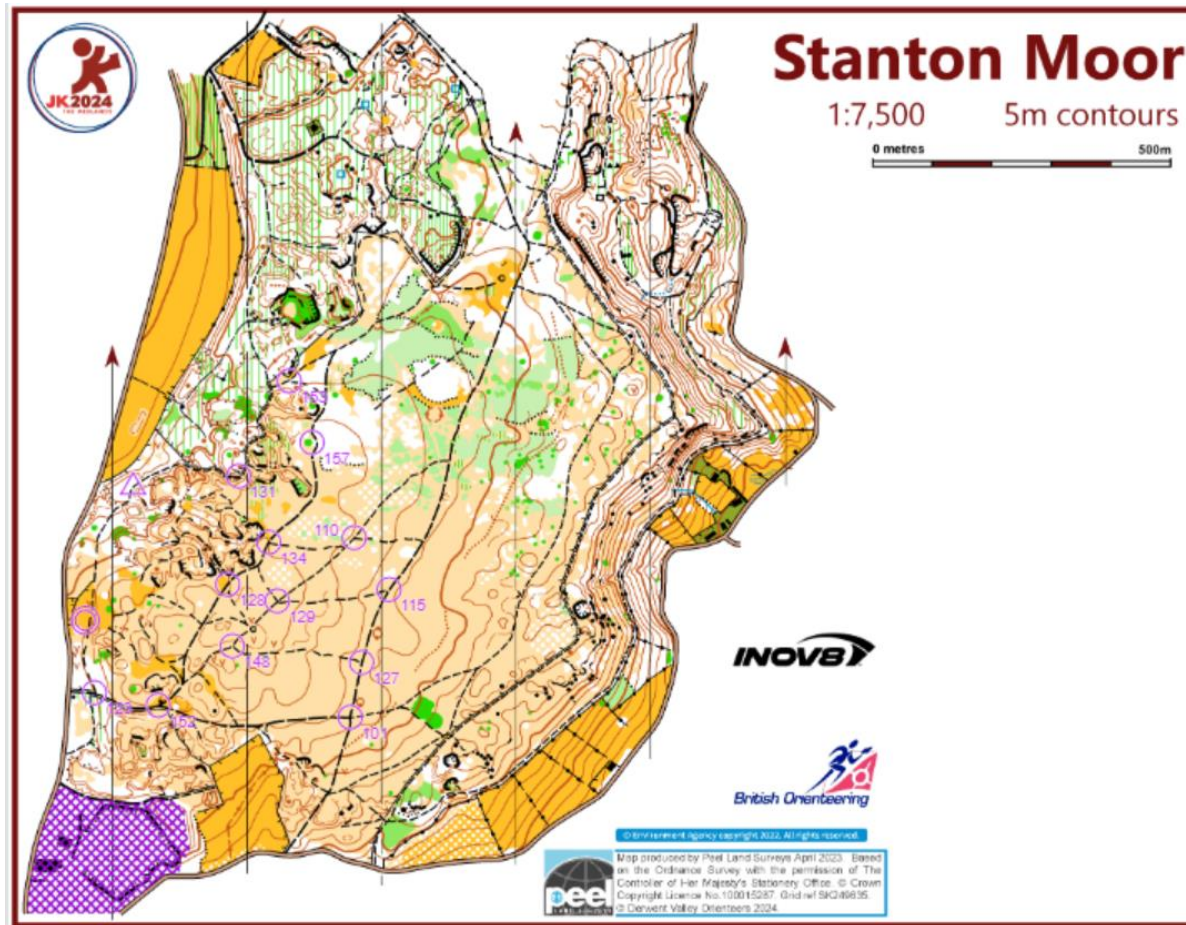 Stanton Moor
1:7,500 5m contours
0 metres 500m
JK2024
THE MIDLANDS
157
131
110
134
128
129
115
148
127
152
101
INOV8
British Orienteering
© Environment Agency copyright 2022, All rights reserved.
peel
Map produced by Peel Land Surveys April 2023. Based
on the Ordnance Survey with the permission of The
Controller of Her Majesty's Stationery Office. © Crown
Copyright Licence No.100015287. Grid ref SK249635.
© Derwent Valley Orienteers 2024.